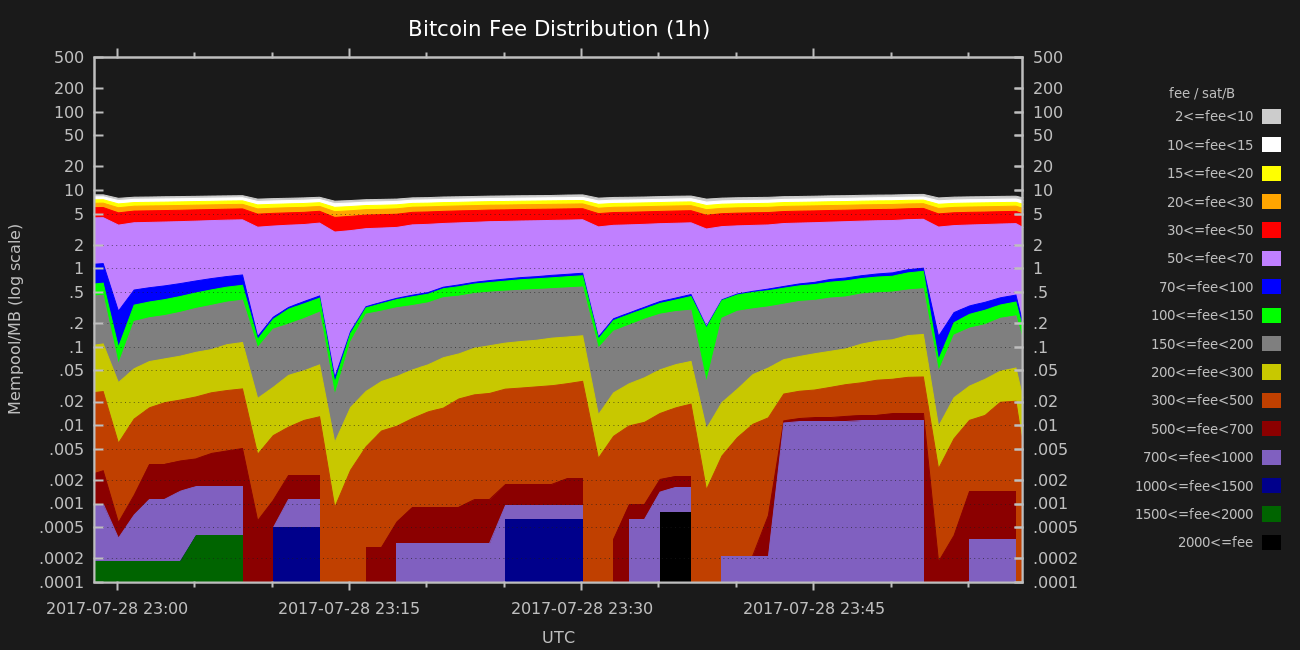 Bitcoin Fee Distribution (1h)
Mempool/MB (log scale)
500
200
100
50
20
10
5
2
1
.5
.2
.1
.05
.02
.01
.005
.002
.001
.0005
.0002
.0001
500
200
100
50
20
10
5
2
1
.5
.2
.1
.05
.02
.01
.005
.002
.001
.0005
.0002
.0001
2017-07-28 23:00
2017-07-28 23:15
2017-07-28 23:30
2017-07-28 23:45
UTC
fee / sat/B
2<=fee<10
10<=fee<15
15<=fee<20
20<=fee<30
30<=fee<50
50<=fee<70
70<=fee<100
100<=fee<150
150<=fee<200
200<=fee<300
300<=fee<500
500<=fee<700
700<=fee<1000
1000<=fee<1500
1500<=fee<2000
2000<=fee